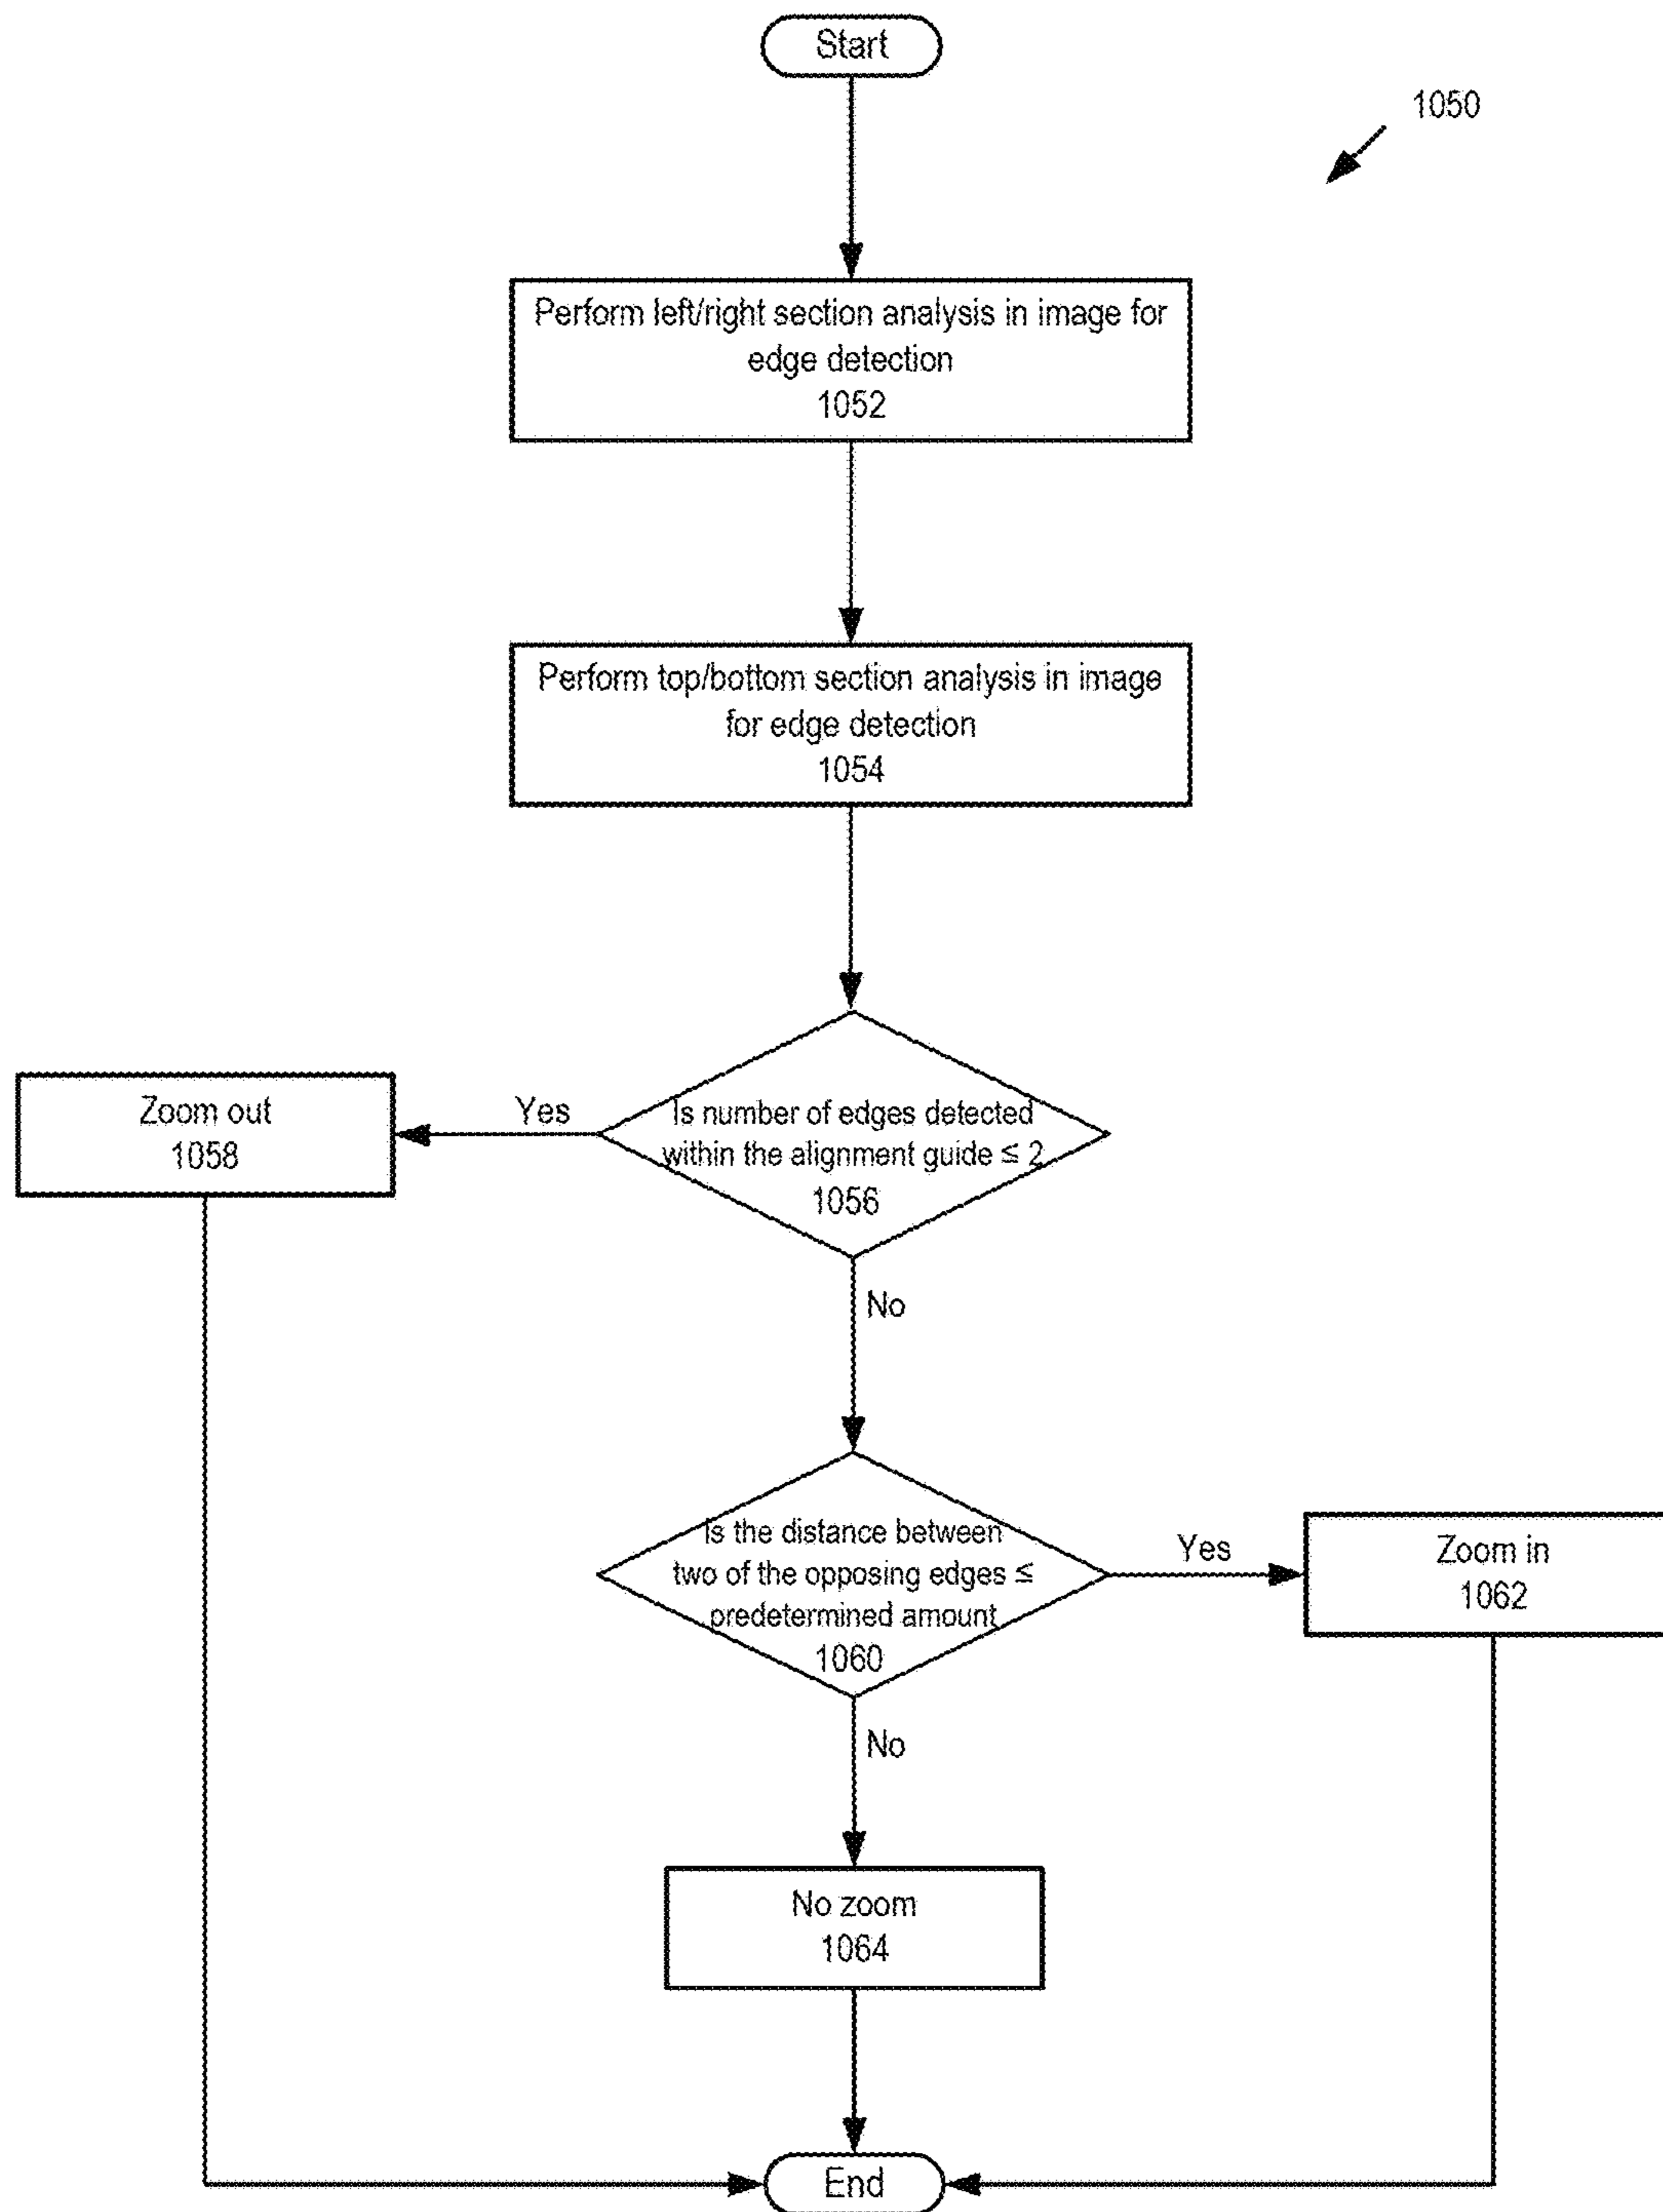 Start
1050
Perform left/right section analysis in image for
edge detection
1052
Perform top/bottom section analysis in image
for edge detection
1054
Is number of edges detected
within the alignment guide ≤ 2
1056
Yes
Zoom out
1058
No
Is the distance between
two of the opposing edges ≤
predetermined amount
1060
Yes
Zoom in
1062
No
No zoom
1064
End